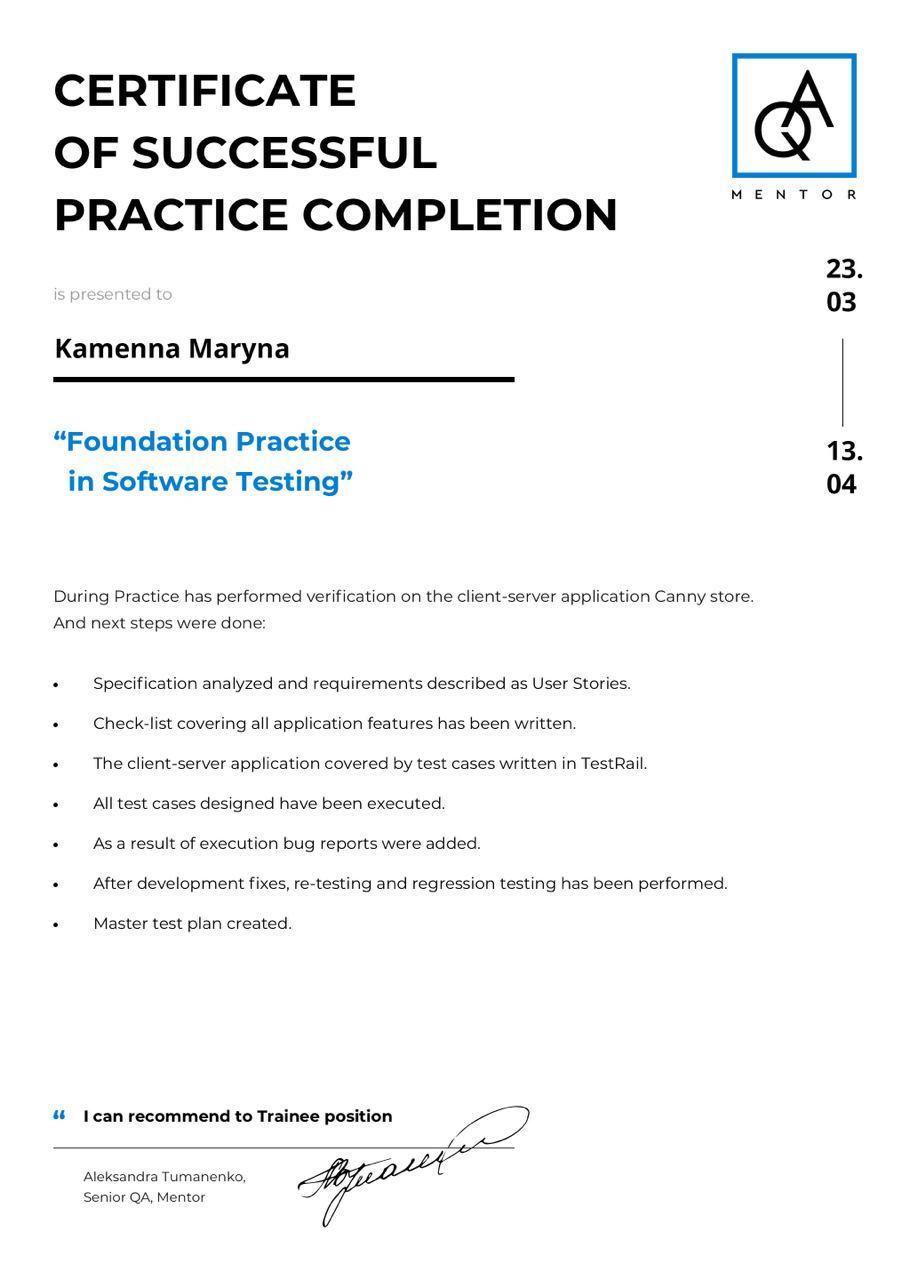 CERTIFICATE
OF SUCCESSFUL
PRACTICE COMPLETION
QA
MENTOR
is presented to
Kamenna Maryna
“Foundation Practice
in Software Testing”
23.
03
13.
04
During Practice has performed verification on the client-server application Canny store.
And next steps were done:
• Specification analyzed and requirements described as User Stories.
• Check-list covering all application features has been written.
• The client-server application covered by test cases written in TestRail.
• All test cases designed have been executed.
• As a result of execution bug reports were added.
• After development fixes, re-testing and regression testing has been performed.
• Master test plan created.
“ I can recommend to Trainee position
Aleksandra Tumanenko,
Senior QA, Mentor